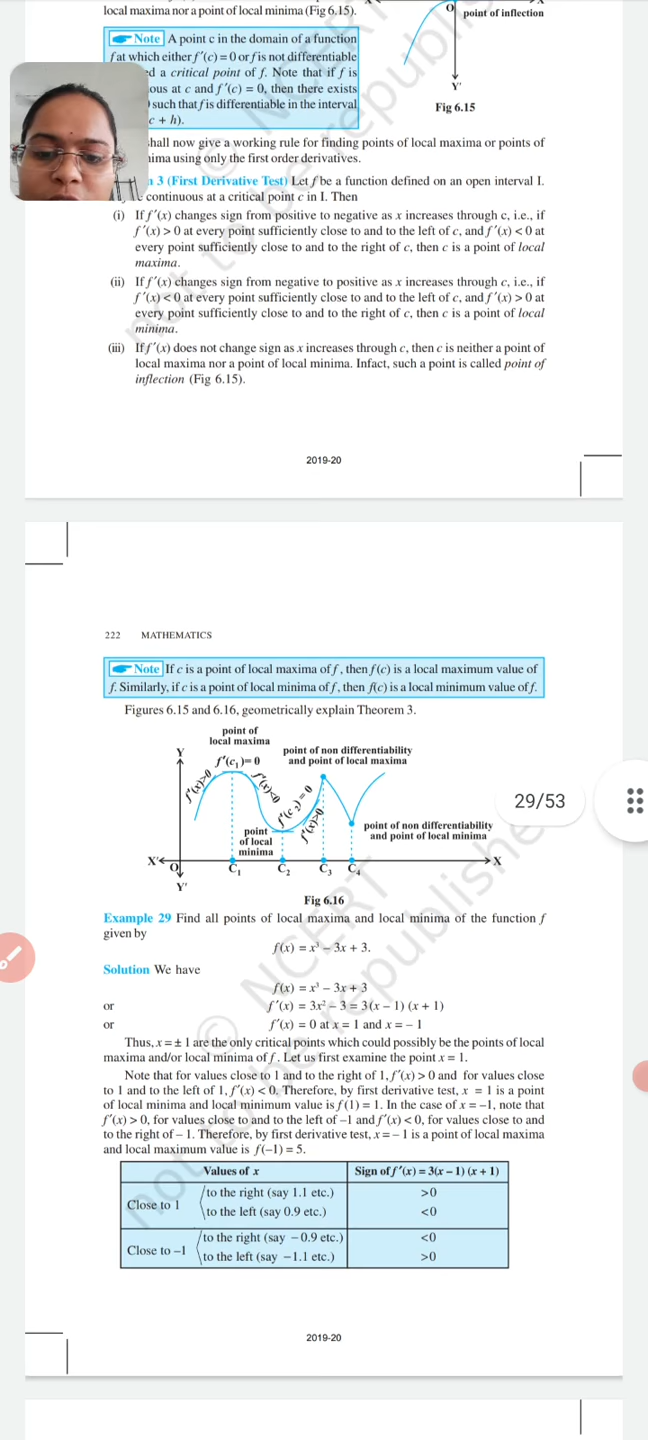 local maxima nor a point of local minima (Fig 6.15).
O point of inflection
Note A point c in the domain of a function
f at which either f′(c) = 0 or f is not differentiable
d a critical point of f. Note that if f is
ous at c and f′(c) = 0, then there exists
such that f is differentiable in the interval
c + h).
Y′
Fig 6.15
shall now give a working rule for finding points of local maxima or points of
ima using only the first order derivatives.
3 (First Derivative Test) Let f be a function defined on an open interval I.
continuous at a critical point c in I. Then
(i) If f′(x) changes sign from positive to negative as x increases through c, i.e., if
f′(x) > 0 at every point sufficiently close to and to the left of c, and f′(x) < 0 at
every point sufficiently close to and to the right of c, then c is a point of local
maxima.
(ii) If f′(x) changes sign from negative to positive as x increases through c, i.e., if
f′(x) < 0 at every point sufficiently close to and to the left of c, and f′(x) > 0 at
every point sufficiently close to and to the right of c, then c is a point of local
minima.
(iii) If f′(x) does not change sign as x increases through c, then c is neither a point of
local maxima nor a point of local minima. Infact, such a point is called point of
inflection (Fig 6.15).
2019-20
222 MATHEMATICS
Note If c is a point of local maxima of f, then f(c) is a local maximum value of
f. Similarly, if c is a point of local minima of f, then f(c) is a local minimum value of f.
Figures 6.15 and 6.16, geometrically explain Theorem 3.
point of
local maxima
Y
f′(c₁)= 0
point of non differentiability
and point of local maxima
f′(x)>0
f′(x)<0
f′(c₂) = 0
f′(x)>0
29/53
point
of local
minima
point of non differentiability
and point of local minima
X′ O C₁ C₂ C₃ C₄ X
Y′
Fig 6.16
Example 29 Find all points of local maxima and local minima of the function f
given by
f(x) = x³ – 3x + 3.
Solution We have
f(x) = x³ – 3x + 3
or f′(x) = 3x² – 3 = 3(x – 1) (x + 1)
or f′(x) = 0 at x = 1 and x = – 1
Thus, x = ± 1 are the only critical points which could possibly be the points of local
maxima and/or local minima of f. Let us first examine the point x = 1.
Note that for values close to 1 and to the right of 1, f′(x) > 0 and for values close
to 1 and to the left of 1, f′(x) < 0. Therefore, by first derivative test, x = 1 is a point
of local minima and local minimum value is f(1) = 1. In the case of x = –1, note that
f′(x) > 0, for values close to and to the left of –1 and f′(x) < 0, for values close to and
to the right of – 1. Therefore, by first derivative test, x = – 1 is a point of local maxima
and local maximum value is f(–1) = 5.
Values of x Sign of f′(x) = 3(x – 1) (x + 1)
Close to 1 to the right (say 1.1 etc.) >0
to the left (say 0.9 etc.) <0
Close to –1 to the right (say –0.9 etc.) <0
to the left (say –1.1 etc.) >0
2019-20
© NCERT
not to be republished